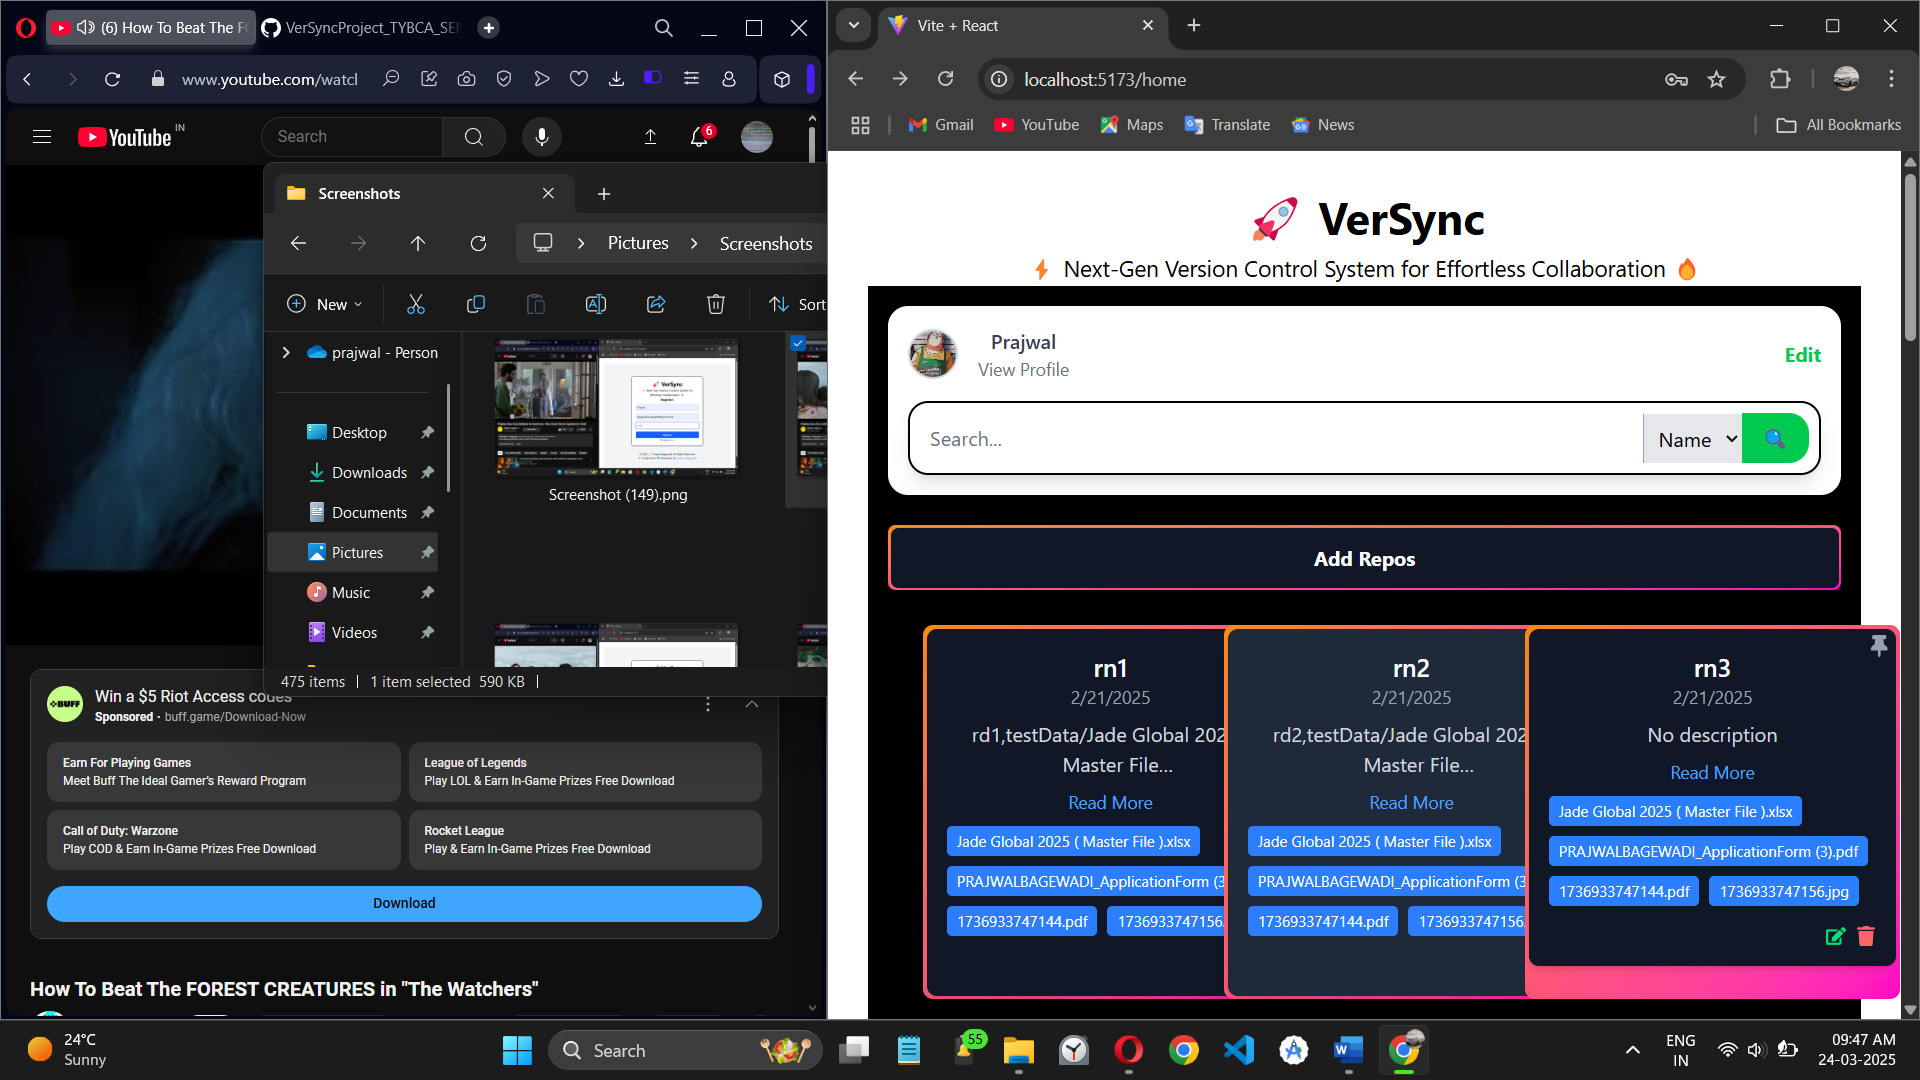 (6) How To Beat The FO
VerSyncProject_TYBCA_SEM
www.youtube.com/watcl
YouTube IN
Search
6
Screenshots
Pictures
Screenshots
New
Sort
prajwal - Person
Desktop
Downloads
Documents
Pictures
Music
Videos
Screenshot (149).png
475 items
1 item selected 590 KB
BUFF
Win a $5 Riot Access codes
Sponsored · buff.game/Download-Now
Earn For Playing Games
Meet Buff The Ideal Gamer's Reward Program
League of Legends
Play LOL & Earn In-Game Prizes Free Download
Call of Duty: Warzone
Play COD & Earn In-Game Prizes Free Download
Rocket League
Play & Earn In-Game Prizes Free Download
Download
How To Beat The FOREST CREATURES in "The Watchers"
Vite + React
localhost:5173/home
Gmail
YouTube
Maps
Translate
News
All Bookmarks
VerSync
Next-Gen Version Control System for Effortless Collaboration
Prajwal
View Profile
Edit
Search...
Name
Add Repos
rn1
2/21/2025
rd1,testData/Jade Global 202
Master File...
Read More
Jade Global 2025 ( Master File ).xlsx
PRAJWALBAGEWADI_ApplicationForm (3
1736933747144.pdf
1736933747156.
rn2
2/21/2025
rd2,testData/Jade Global 202
Master File...
Read More
Jade Global 2025 ( Master File ).xlsx
PRAJWALBAGEWADI_ApplicationForm (3
1736933747144.pdf
1736933747156.
rn3
2/21/2025
No description
Read More
Jade Global 2025 ( Master File ).xlsx
PRAJWALBAGEWADI_ApplicationForm (3).pdf
1736933747144.pdf
1736933747156.jpg
24°C
Sunny
Search
55
ENG
IN
09:47 AM
24-03-2025